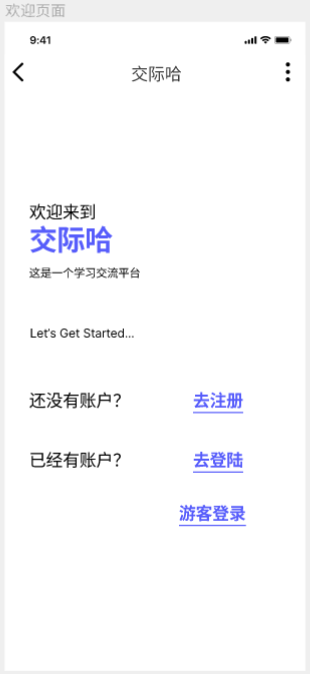 欢迎页面
9:41
交际哈
欢迎来到
交际哈
这是一个学习交流平台
Let's Get Started...
还没有账户? 去注册
已经有账户? 去登陆
游客登录